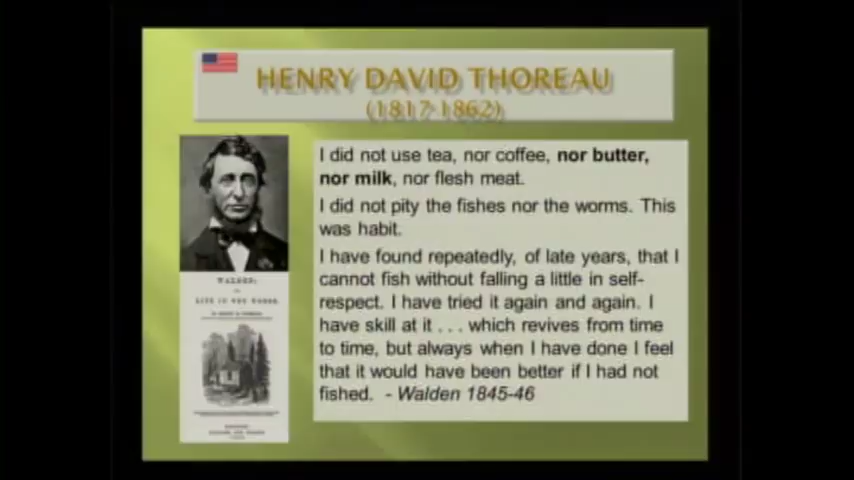 HENRY DAVID THOREAU
(1817-1862)
I did not use tea, nor coffee, nor butter,
nor milk, nor flesh meat.
I did not pity the fishes nor the worms. This
was habit.
I have found repeatedly, of late years, that I
cannot fish without falling a little in self-
respect. I have tried it again and again. I
have skill at it . . . which revives from time
to time, but always when I have done I feel
that it would have been better if I had not
fished. - Walden 1845-46
WALDEN;
LIFE IN THE WOODS.